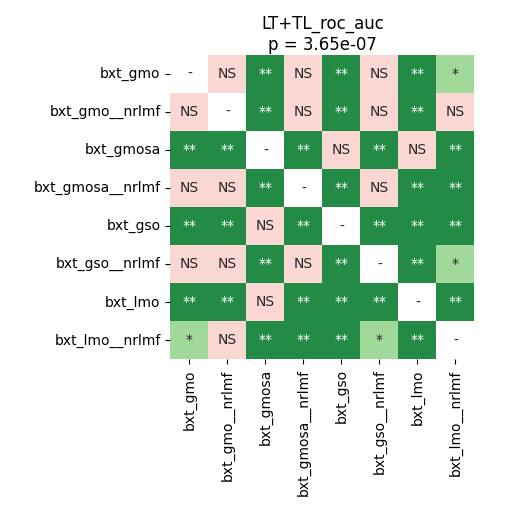 LT+TL_roc_auc
p = 3.65e-07
bxt_gmo - NS ** NS ** NS ** *
bxt_gmo__nrlmf NS - ** NS ** NS ** NS
bxt_gmosa ** ** - ** NS ** NS **
bxt_gmosa__nrlmf NS NS ** - ** NS ** **
bxt_gso ** ** NS ** - ** ** **
bxt_gso__nrlmf NS NS ** NS ** - ** *
bxt_lmo ** ** NS ** ** ** - **
bxt_lmo__nrlmf * NS ** ** ** * ** -
bxt_gmo
bxt_gmo__nrlmf
bxt_gmosa
bxt_gmosa__nrlmf
bxt_gso
bxt_gso__nrlmf
bxt_lmo
bxt_lmo__nrlmf